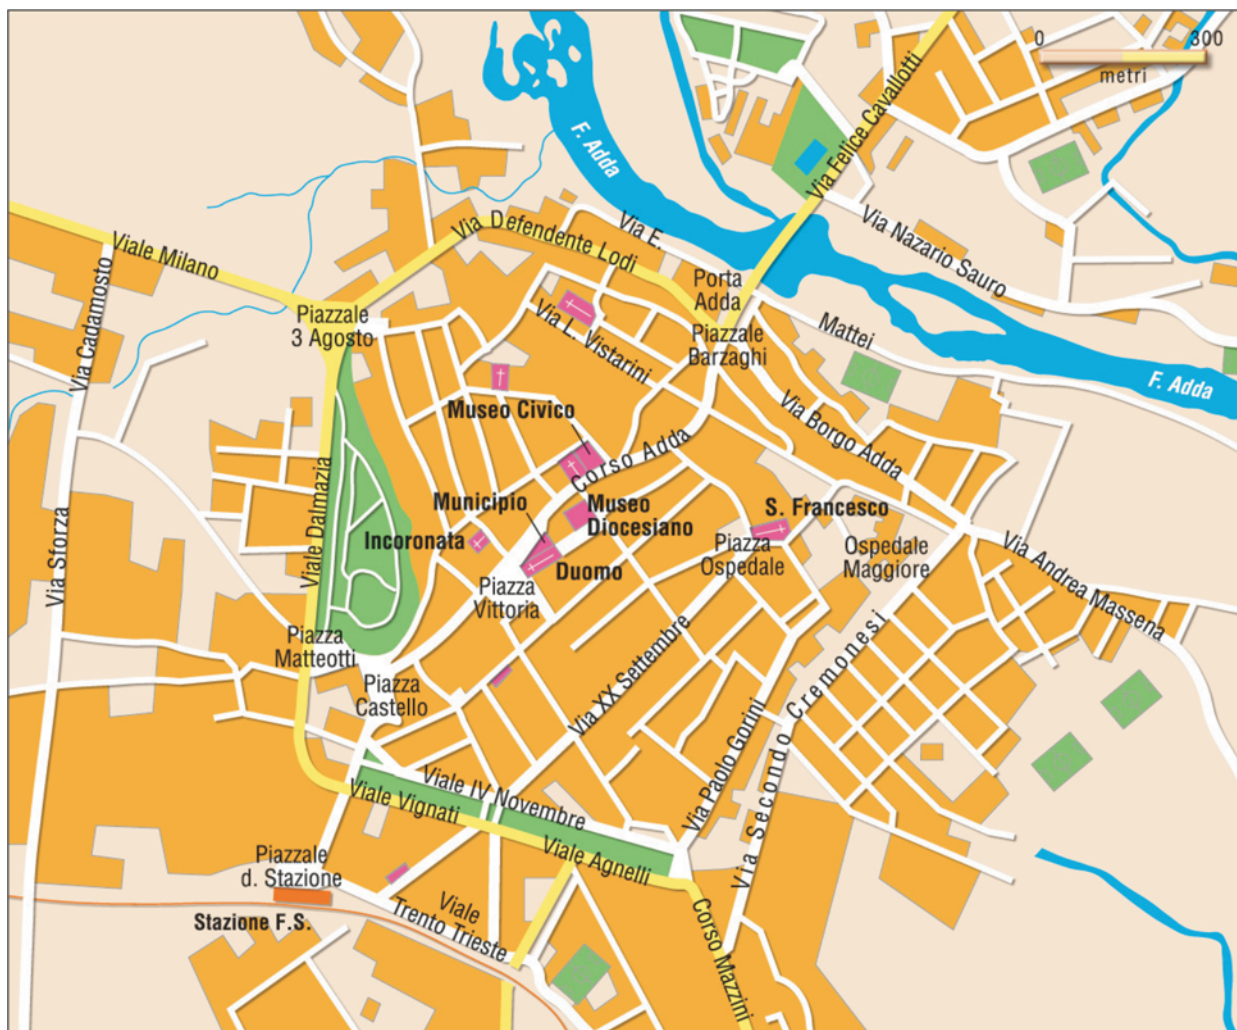 0
300
metri
F. Adda
Via Felice Cavallotti
Via E.
Via Defendente Lodi
Via Nazario Sauro
Viale Milano
Via Cadamosto
Porta
Adda
Piazzale
3 Agosto
Via L. Vistarini
Piazzale
Barzaghi
Mattei
F. Adda
Museo Civico
Via Borgo Adda
Corso Adda
Viale Dalmazia
Municipio
Museo
Diocesiano
S. Francesco
Incoronata
Duomo
Piazza
Ospedale
Ospedale
Maggiore
Via Andrea Massena
Via Sforza
Piazza
Vittoria
Piazza
Matteotti
Piazza
Castello
Via XX Settembre
Via Secondo Cremonesi
Via Paolo Gorini
Viale IV Novembre
Viale Vignati
Viale Agnelli
Piazzale
d. Stazione
Stazione F.S.
Viale
Trento Trieste
Corso Mazzini